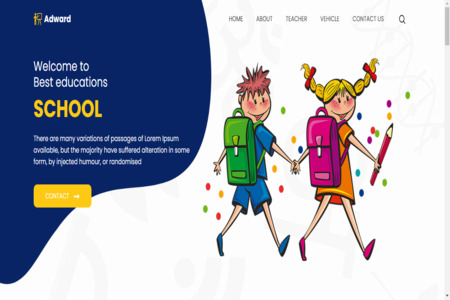 Adward
HOME ABOUT TEACHER VEHICLE CONTACT US
Welcome to
Best educations
SCHOOL
There are many variations of passages of Lorem Ipsum
available, but the majority have suffered alteration in some
form, by injected humour, or randomised
CONTACT